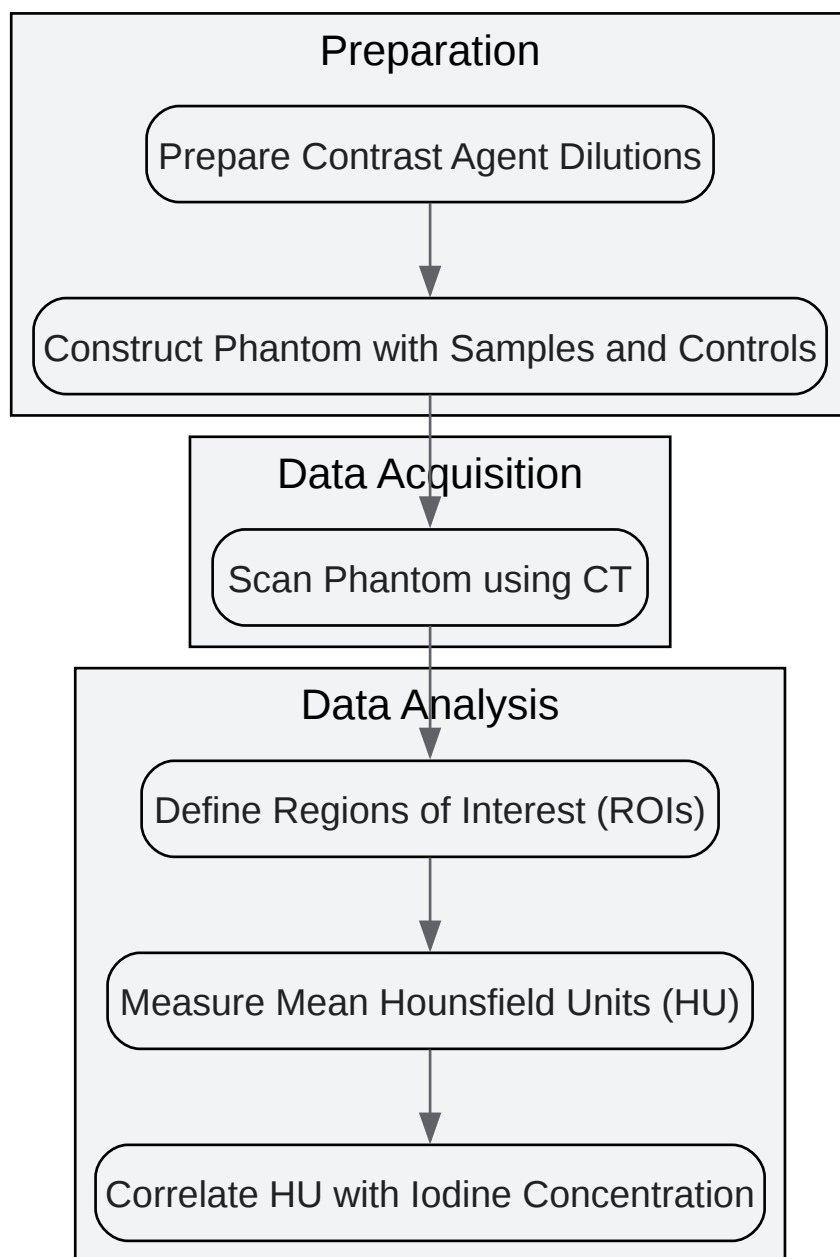 Preparation
Prepare Contrast Agent Dilutions
Construct Phantom with Samples and Controls
Data Acquisition
Scan Phantom using CT
Data Analysis
Define Regions of Interest (ROIs)
Measure Mean Hounsfield Units (HU)
Correlate HU with Iodine Concentration